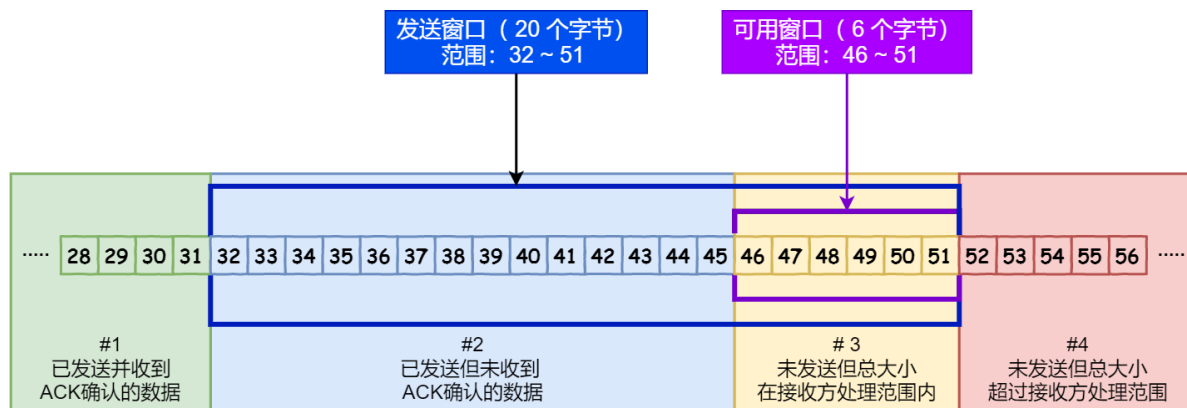 发送窗口（20 个字节）
范围：32 ~ 51
可用窗口（6 个字节）
范围：46 ~ 51
····· 28 29 30 31 32 33 34 35 36 37 38 39 40 41 42 43 44 45 46 47 48 49 50 51 52 53 54 55 56 ·····
#1
已发送并收到
ACK确认的数据
#2
已发送但未收到
ACK确认的数据
# 3
未发送但总大小
在接收方处理范围内
#4
未发送但总大小
超过接收方处理范围